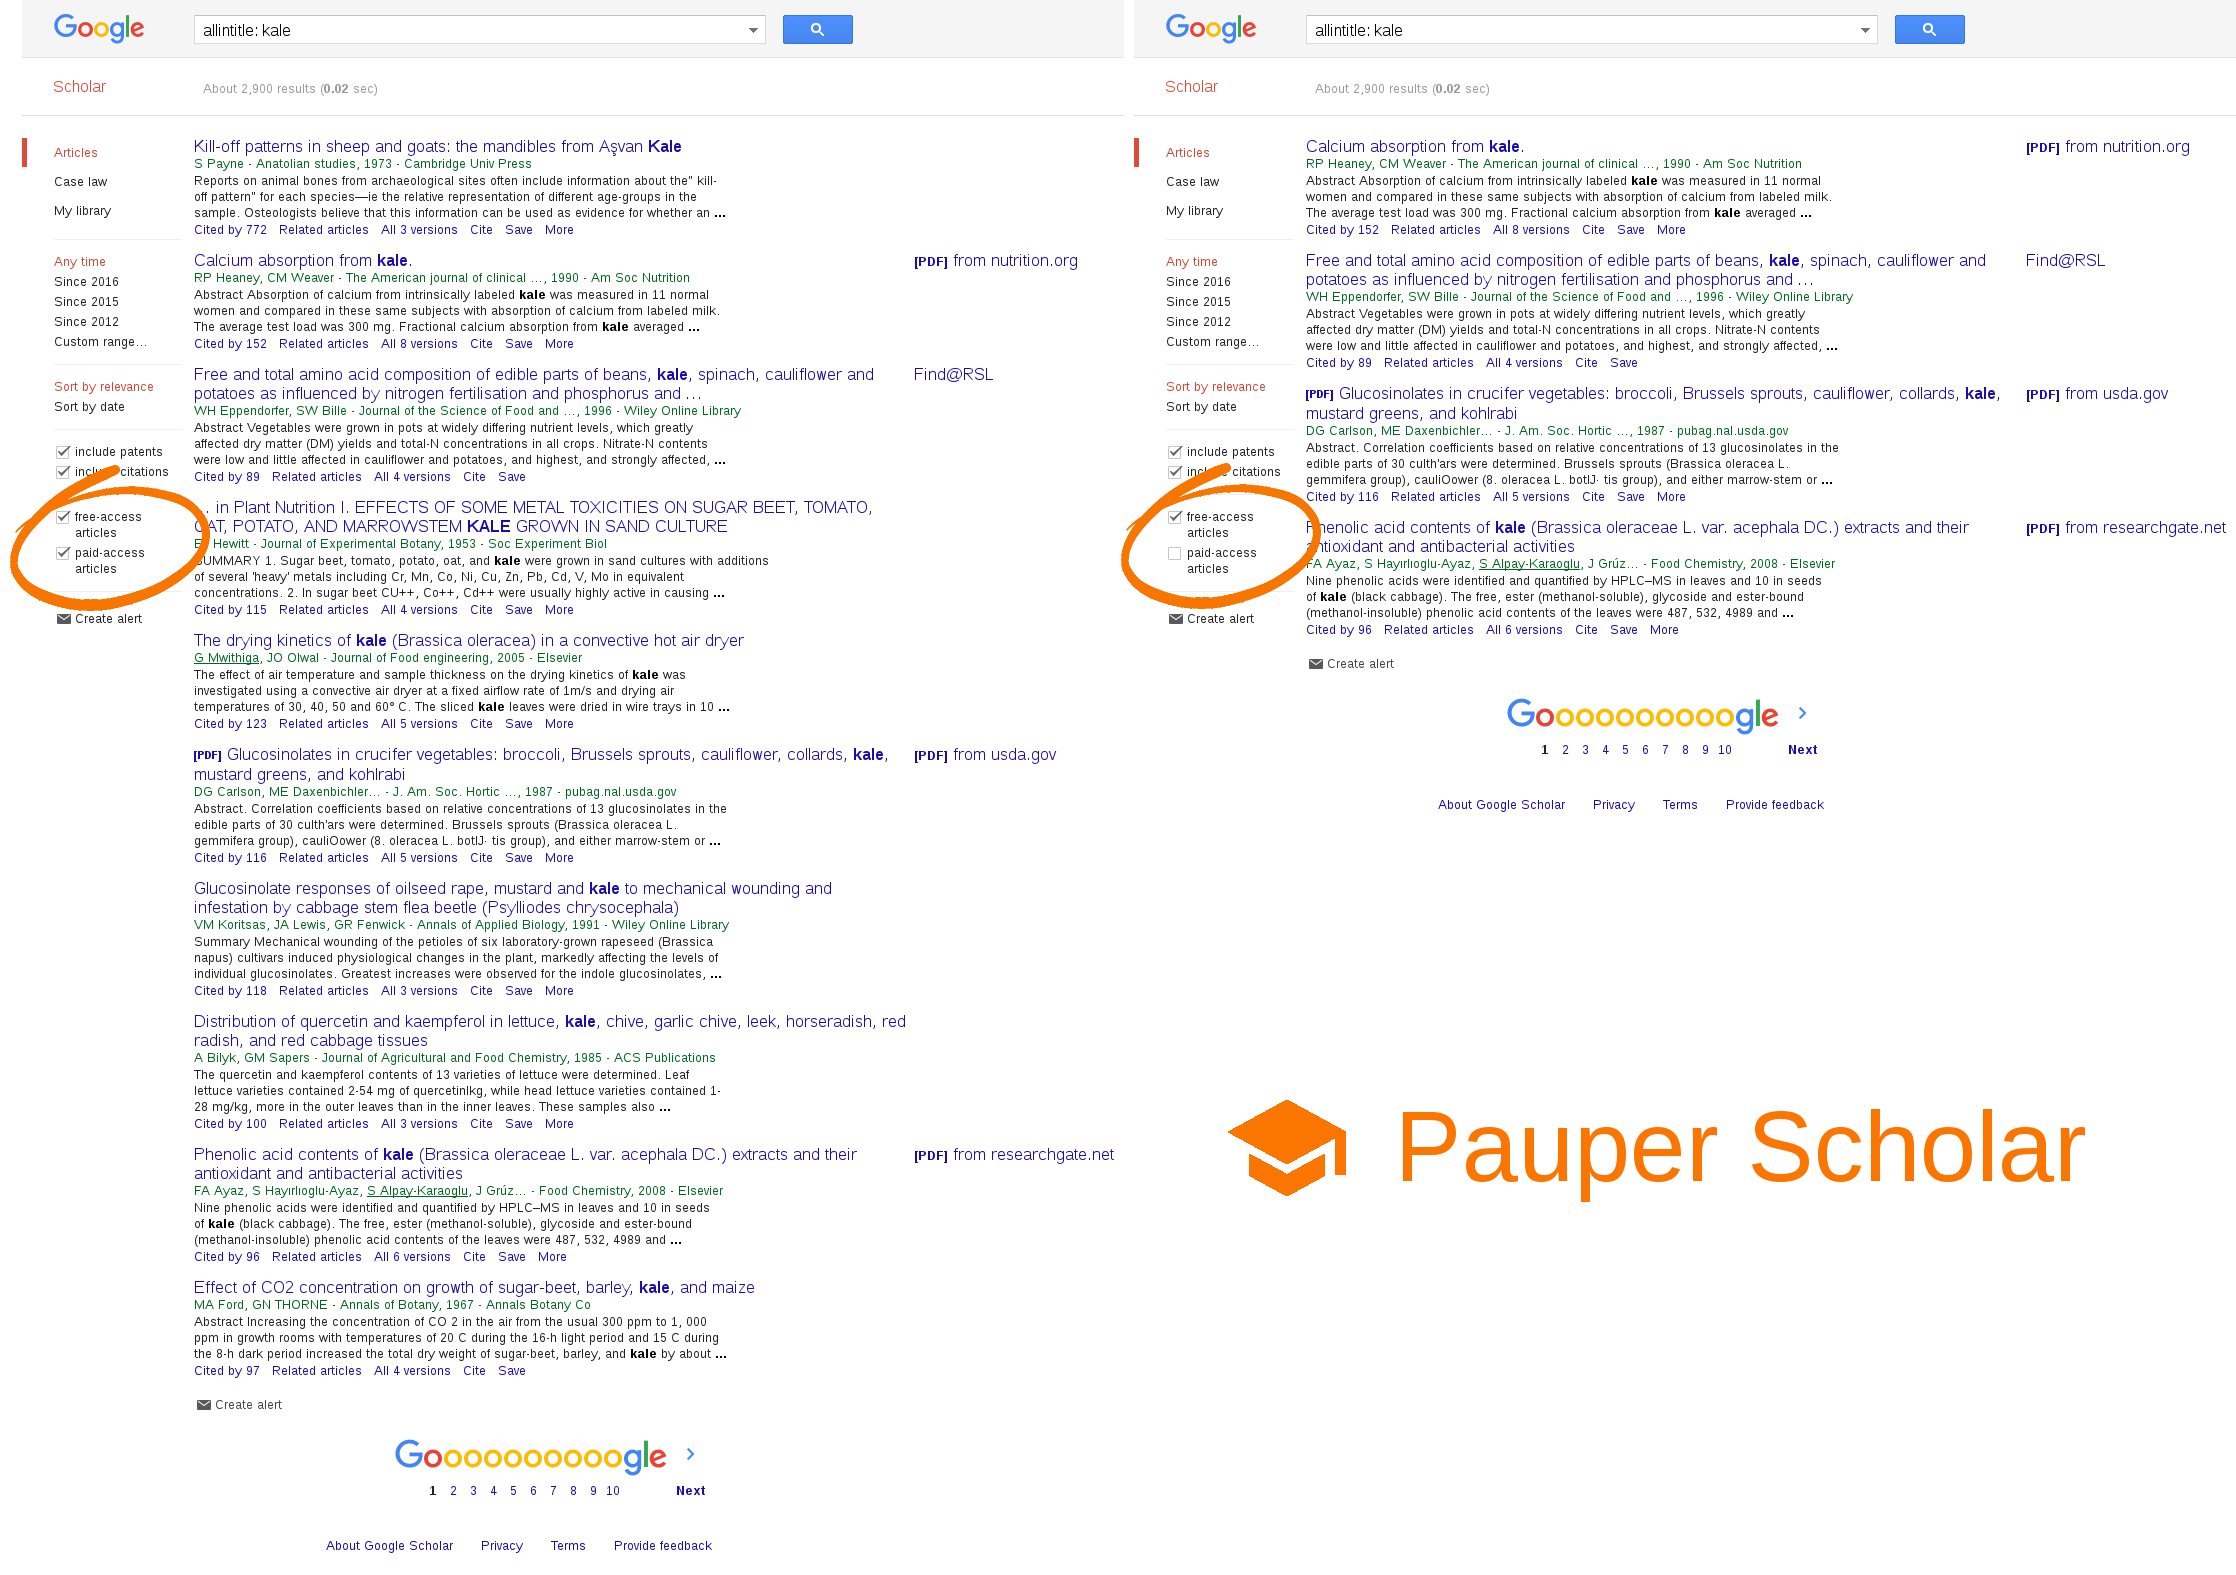 Google
allintitle: kale
Scholar
About 2,900 results (0.02 sec)
Articles
Case law
My library
Any time
Since 2016
Since 2015
Since 2012
Custom range...
Sort by relevance
Sort by date
include patents
include citations
free-access
articles
paid-access
articles
Create alert
Kill-off patterns in sheep and goats: the mandibles from Aşvan Kale
S Payne - Anatolian studies, 1973 - Cambridge Univ Press
Reports on animal bones from archaeological sites often include information about the" kill-
off pattern" for each species—ie the relative representation of different age-groups in the
sample. Osteologists believe that this information can be used as evidence for whether an ...
Cited by 772 Related articles All 3 versions Cite Save More
Calcium absorption from kale.
[PDF] from nutrition.org
RP Heaney, CM Weaver - The American journal of clinical ..., 1990 - Am Soc Nutrition
Abstract Absorption of calcium from intrinsically labeled kale was measured in 11 normal
women and compared in these same subjects with absorption of calcium from labeled milk.
The average test load was 300 mg. Fractional calcium absorption from kale averaged ...
Cited by 152 Related articles All 8 versions Cite Save More
Free and total amino acid composition of edible parts of beans, kale, spinach, cauliflower and
Find@RSL
potatoes as influenced by nitrogen fertilisation and phosphorus and ...
WH Eppendorfer, SW Bille - Journal of the Science of Food and ..., 1996 - Wiley Online Library
Abstract Vegetables were grown in pots at widely differing nutrient levels, which greatly
affected dry matter (DM) yields and total-N concentrations in all crops. Nitrate-N contents
were low and little affected in cauliflower and potatoes, and highest, and strongly affected, ...
Cited by 89 Related articles All 4 versions Cite Save
... in Plant Nutrition I. EFFECTS OF SOME METAL TOXICITIES ON SUGAR BEET, TOMATO,
OAT, POTATO, AND MARROWSTEM KALE GROWN IN SAND CULTURE
Hewitt - Journal of Experimental Botany, 1953 - Soc Experiment Biol
SUMMARY 1. Sugar beet, tomato, potato, oat, and kale were grown in sand cultures with additions
of several 'heavy' metals including Cr, Mn, Co, Ni, Cu, Zn, Pb, Cd, V, Mo in equivalent
concentrations. 2. In sugar beet CU++, Co++, Cd++ were usually highly active in causing ...
Cited by 115 Related articles All 4 versions Cite Save More
The drying kinetics of kale (Brassica oleracea) in a convective hot air dryer
G Mwithiga, JO Olwal - Journal of Food engineering, 2005 - Elsevier
The effect of air temperature and sample thickness on the drying kinetics of kale was
investigated using a convective air dryer at a fixed airflow rate of 1m/s and drying air
temperatures of 30, 40, 50 and 60° C. The sliced kale leaves were dried in wire trays in 10 ...
Cited by 123 Related articles All 5 versions Cite Save More
[PDF] Glucosinolates in crucifer vegetables: broccoli, Brussels sprouts, cauliflower, collards, kale,
[PDF] from usda.gov
mustard greens, and kohlrabi
DG Carlson, ME Daxenbichler... - J. Am. Soc. Hortic ..., 1987 - pubag.nal.usda.gov
Abstract. Correlation coefficients based on relative concentrations of 13 glucosinolates in the
edible parts of 30 culth'ars were determined. Brussels sprouts (Brassica oleracea L.
gemmifera group), cauliOower (8. oleracea L. botlJ· tis group), and either marrow-stem or ...
Cited by 116 Related articles All 5 versions Cite Save More
Glucosinolate responses of oilseed rape, mustard and kale to mechanical wounding and
infestation by cabbage stem flea beetle (Psylliodes chrysocephala)
VM Koritsas, JA Lewis, GR Fenwick - Annals of Applied Biology, 1991 - Wiley Online Library
Summary Mechanical wounding of the petioles of six laboratory-grown rapeseed (Brassica
napus) cultivars induced physiological changes in the plant, markedly affecting the levels of
individual glucosinolates. Greatest increases were observed for the indole glucosinolates, ...
Cited by 118 Related articles All 3 versions Cite Save More
Distribution of quercetin and kaempferol in lettuce, kale, chive, garlic chive, leek, horseradish, red
radish, and red cabbage tissues
A Bilyk, GM Sapers - Journal of Agricultural and Food Chemistry, 1985 - ACS Publications
The quercetin and kaempferol contents of 13 varieties of lettuce were determined. Leaf
lettuce varieties contained 2-54 mg of quercetinlkg, while head lettuce varieties contained 1-
28 mg/kg, more in the outer leaves than in the inner leaves. These samples also ...
Cited by 100 Related articles All 3 versions Cite Save More
Phenolic acid contents of kale (Brassica oleraceae L. var. acephala DC.) extracts and their
[PDF] from researchgate.net
antioxidant and antibacterial activities
FA Ayaz, S Hayırlıoglu-Ayaz, S Alpay-Karaoglu, J Grúz... - Food Chemistry, 2008 - Elsevier
Nine phenolic acids were identified and quantified by HPLC–MS in leaves and 10 in seeds
of kale (black cabbage). The free, ester (methanol-soluble), glycoside and ester-bound
(methanol-insoluble) phenolic acid contents of the leaves were 487, 532, 4989 and ...
Cited by 96 Related articles All 6 versions Cite Save More
Effect of CO2 concentration on growth of sugar-beet, barley, kale, and maize
MA Ford, GN THORNE - Annals of Botany, 1967 - Annals Botany Co
Abstract Increasing the concentration of CO 2 in the air from the usual 300 ppm to 1, 000
ppm in growth rooms with temperatures of 20 C during the 16-h light period and 15 C during
the 8-h dark period increased the total dry weight of sugar-beet, barley, and kale by about ...
Cited by 97 Related articles All 4 versions Cite Save
Create alert
Goooooooooogle
1 2 3 4 5 6 7 8 9 10 Next
About Google Scholar Privacy Terms Provide feedback
Google
allintitle: kale
Scholar
About 2,900 results (0.02 sec)
Articles
Case law
My library
Any time
Since 2016
Since 2015
Since 2012
Custom range...
Sort by relevance
Sort by date
include patents
include citations
free-access
articles
paid-access
articles
Create alert
Calcium absorption from kale.
[PDF] from nutrition.org
RP Heaney, CM Weaver - The American journal of clinical ..., 1990 - Am Soc Nutrition
Abstract Absorption of calcium from intrinsically labeled kale was measured in 11 normal
women and compared in these same subjects with absorption of calcium from labeled milk.
The average test load was 300 mg. Fractional calcium absorption from kale averaged ...
Cited by 152 Related articles All 8 versions Cite Save More
Free and total amino acid composition of edible parts of beans, kale, spinach, cauliflower and
Find@RSL
potatoes as influenced by nitrogen fertilisation and phosphorus and ...
WH Eppendorfer, SW Bille - Journal of the Science of Food and ..., 1996 - Wiley Online Library
Abstract Vegetables were grown in pots at widely differing nutrient levels, which greatly
affected dry matter (DM) yields and total-N concentrations in all crops. Nitrate-N contents
were low and little affected in cauliflower and potatoes, and highest, and strongly affected, ...
Cited by 89 Related articles All 4 versions Cite Save
[PDF] Glucosinolates in crucifer vegetables: broccoli, Brussels sprouts, cauliflower, collards, kale,
[PDF] from usda.gov
mustard greens, and kohlrabi
DG Carlson, ME Daxenbichler... - J. Am. Soc. Hortic ..., 1987 - pubag.nal.usda.gov
Abstract. Correlation coefficients based on relative concentrations of 13 glucosinolates in the
edible parts of 30 culth'ars were determined. Brussels sprouts (Brassica oleracea L.
gemmifera group), cauliOower (8. oleracea L. botlJ· tis group), and either marrow-stem or ...
Cited by 116 Related articles All 5 versions Cite Save More
Phenolic acid contents of kale (Brassica oleraceae L. var. acephala DC.) extracts and their
[PDF] from researchgate.net
antioxidant and antibacterial activities
FA Ayaz, S Hayırlıoglu-Ayaz, S Alpay-Karaoglu, J Grúz... - Food Chemistry, 2008 - Elsevier
Nine phenolic acids were identified and quantified by HPLC–MS in leaves and 10 in seeds
of kale (black cabbage). The free, ester (methanol-soluble), glycoside and ester-bound
(methanol-insoluble) phenolic acid contents of the leaves were 487, 532, 4989 and ...
Cited by 96 Related articles All 6 versions Cite Save More
Create alert
Goooooooooogle
1 2 3 4 5 6 7 8 9 10 Next
About Google Scholar Privacy Terms Provide feedback
Pauper Scholar